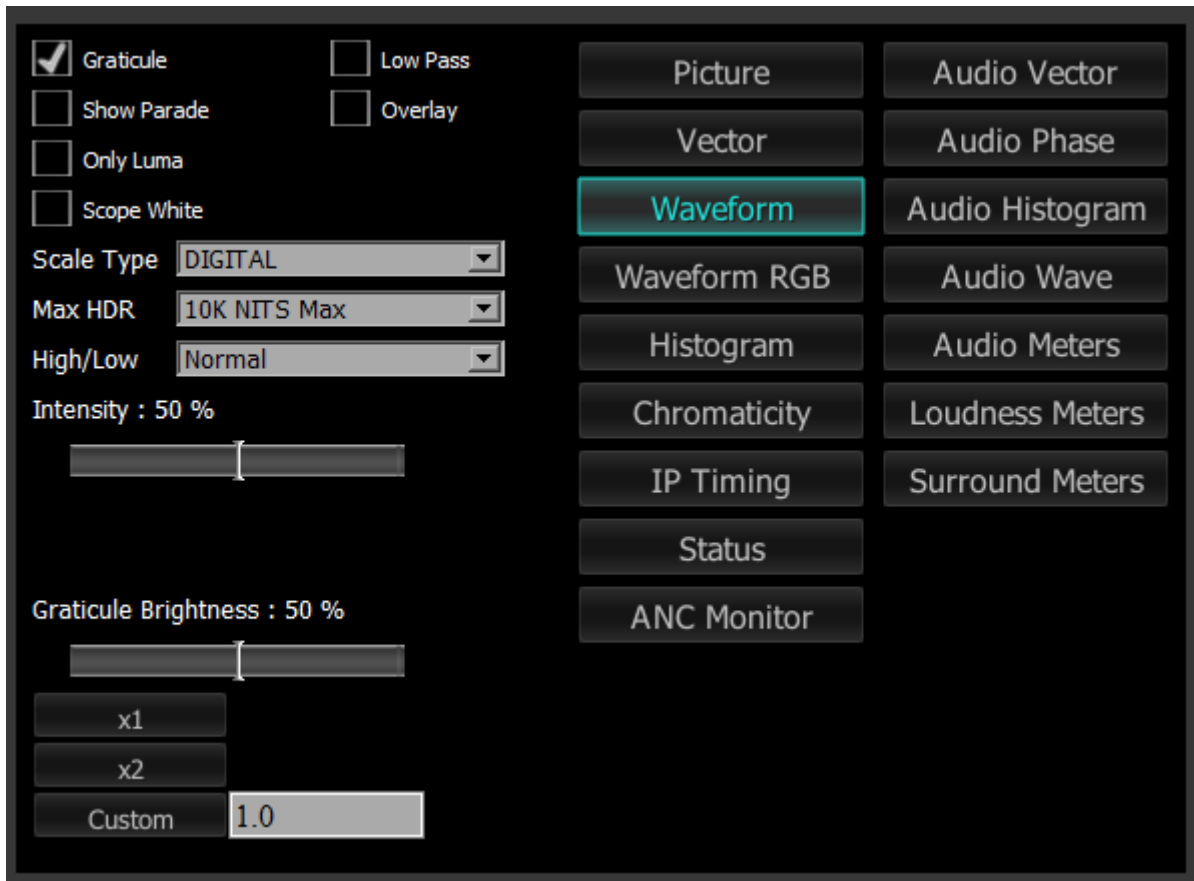 Graticule
Low Pass
Show Parade
Overlay
Only Luma
Scope White
Scale Type DIGITAL
Max HDR 10K NITS Max
High/Low Normal
Intensity : 50 %
Graticule Brightness : 50 %
x1
x2
Custom 1.0
Picture
Vector
Waveform
Waveform RGB
Histogram
Chromaticity
IP Timing
Status
ANC Monitor
Audio Vector
Audio Phase
Audio Histogram
Audio Wave
Audio Meters
Loudness Meters
Surround Meters